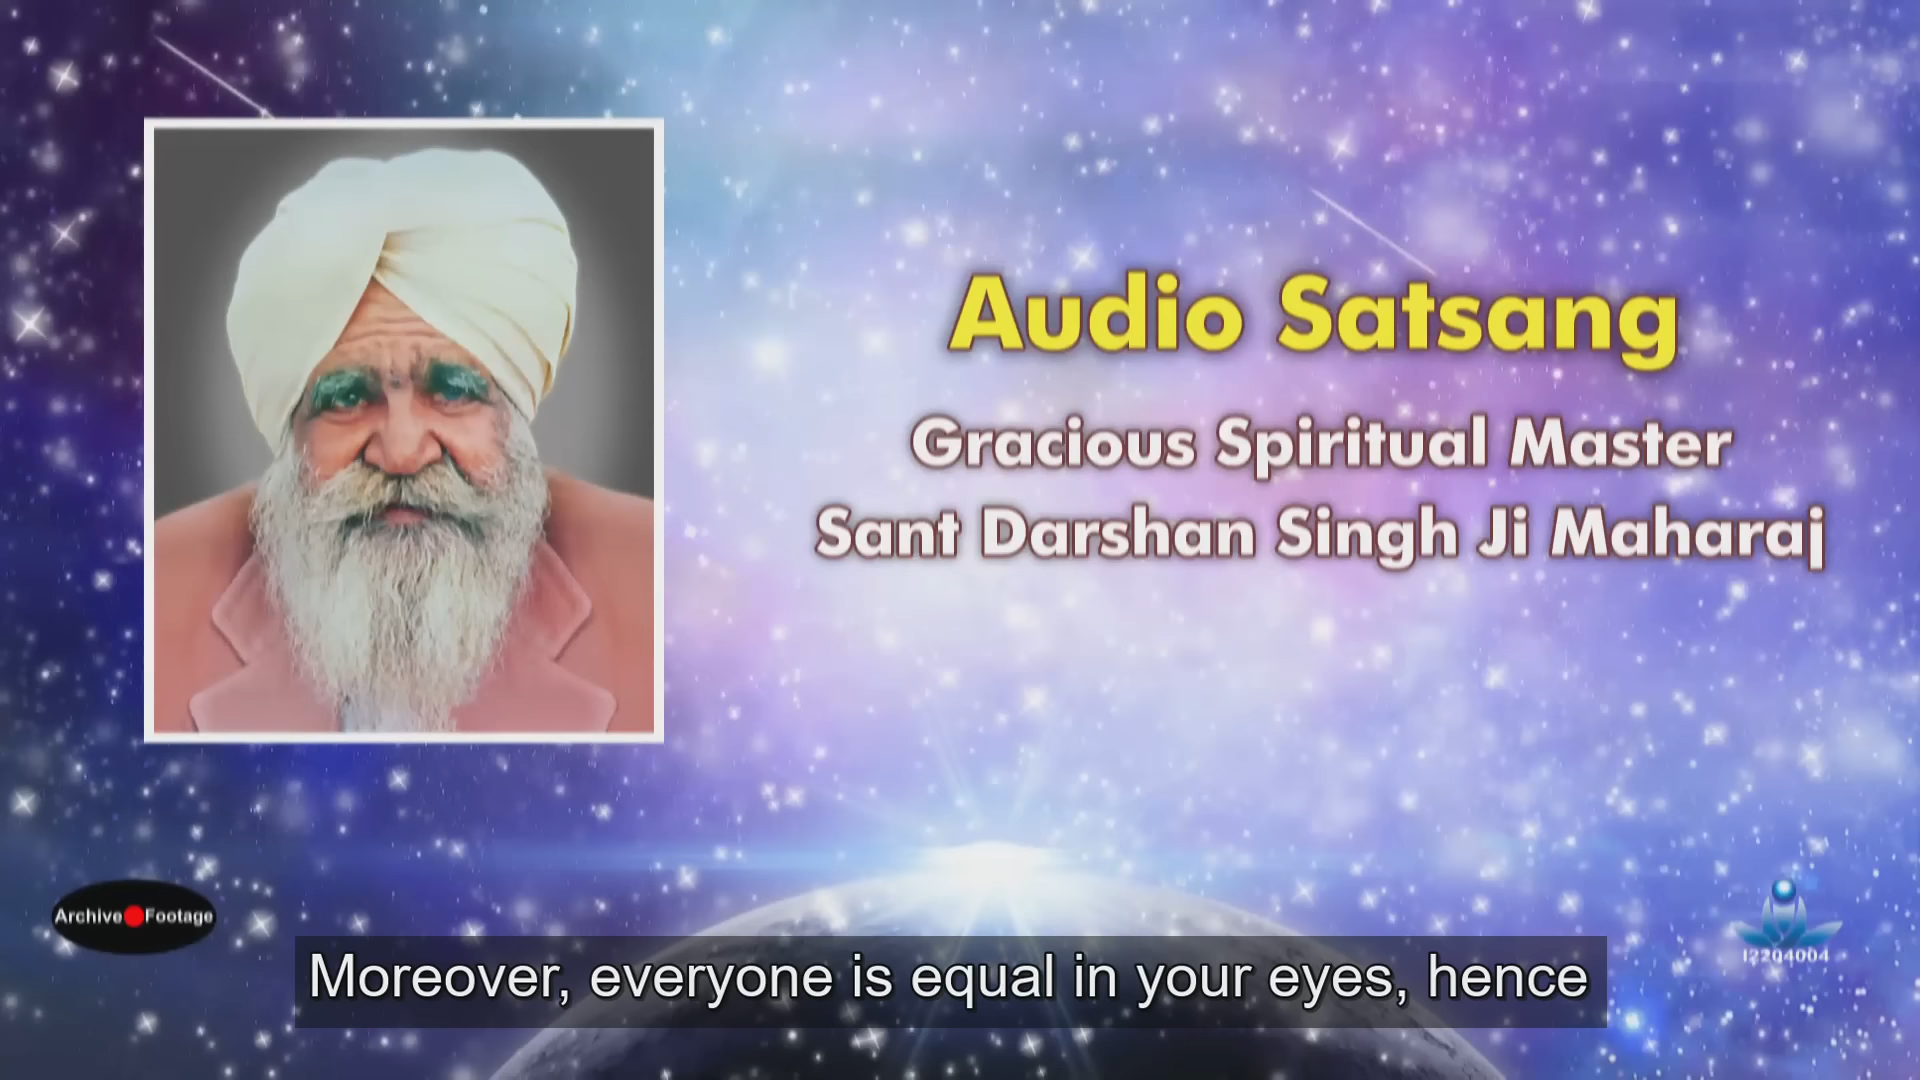 Audio Satsang
Gracious Spiritual Master
Sant Darshan Singh Ji Maharaj
Archive Footage
12204004
Moreover, everyone is equal in your eyes, hence